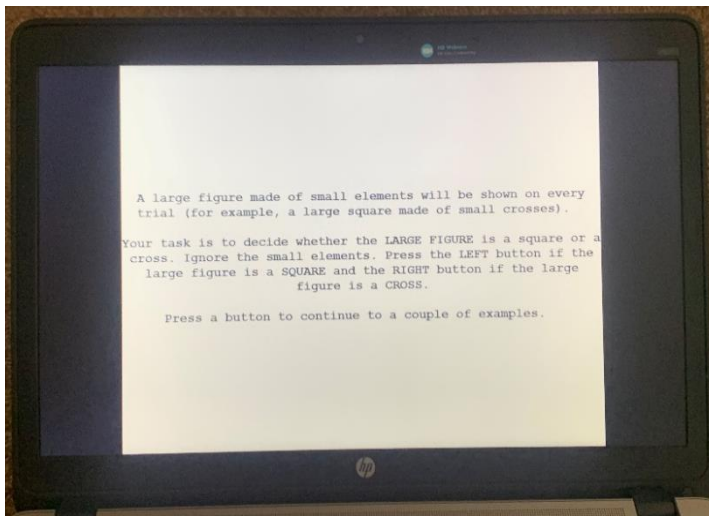 A large figure made of small elements will be shown on every
trial (for example, a large square made of small crosses).
Your task is to decide whether the LARGE FIGURE is a square or a
cross. Ignore the small elements. Press the LEFT button if the
large figure is a SQUARE and the RIGHT button if the large
figure is a CROSS.
Press a button to continue to a couple of examples.
hp